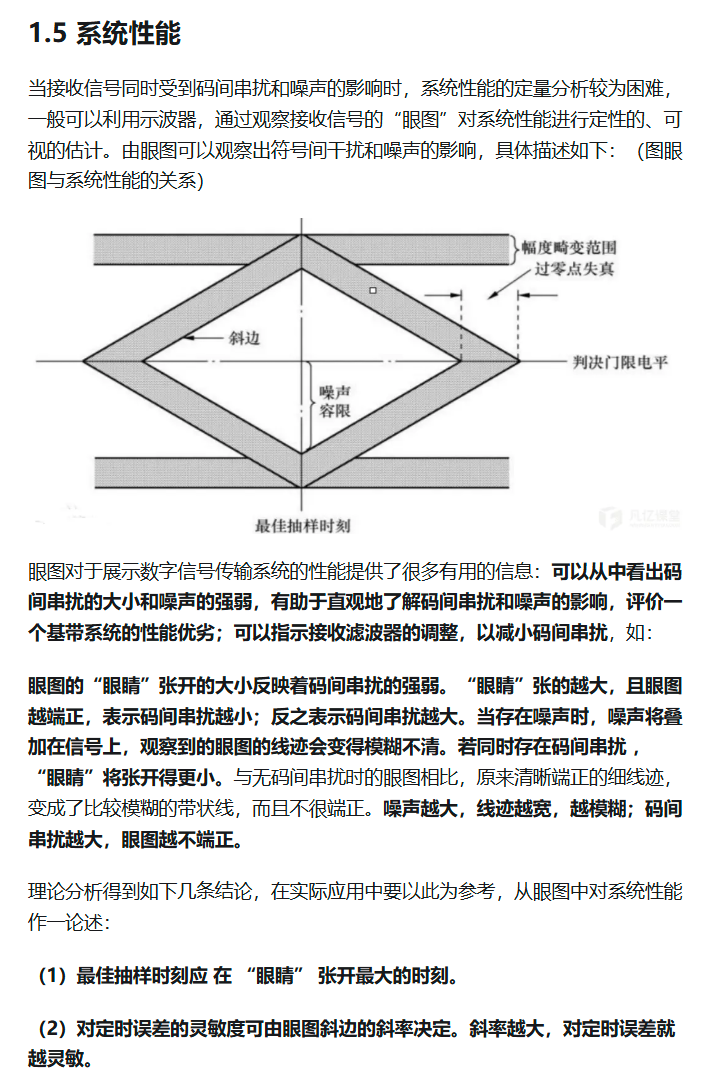 1.5 系统性能
当接收信号同时受到码间串扰和噪声的影响时，系统性能的定量分析较为困难，
一般可以利用示波器，通过观察接收信号的“眼图”对系统性能进行定性的、可
视的估计。由眼图可以观察出符号间干扰和噪声的影响，具体描述如下：（图眼
图与系统性能的关系）
幅度畸变范围
过零点失真
斜边
判决门限电平
噪声
容限
最佳抽样时刻
凡亿课堂
眼图对于展示数字信号传输系统的性能提供了很多有用的信息：可以从中看出码
间串扰的大小和噪声的强弱，有助于直观地了解码间串扰和噪声的影响，评价一
个基带系统的性能优劣；可以指示接收滤波器的调整，以减小码间串扰，如：
眼图的“眼睛”张开的大小反映着码间串扰的强弱。“眼睛”张的越大，且眼图
越端正，表示码间串扰越小；反之表示码间串扰越大。当存在噪声时，噪声将叠
加在信号上，观察到的眼图的线迹会变得模糊不清。若同时存在码间串扰 ，
“眼睛”将张开得更小。与无码间串扰时的眼图相比，原来清晰端正的细线迹，
变成了比较模糊的带状线，而且不很端正。噪声越大，线迹越宽，越模糊；码间
串扰越大，眼图越不端正。
理论分析得到如下几条结论，在实际应用中要以此为参考，从眼图中对系统性能
作一论述：
（1）最佳抽样时刻应 在 “眼睛” 张开最大的时刻。
（2）对定时误差的灵敏度可由眼图斜边的斜率决定。斜率越大，对定时误差就
越灵敏。